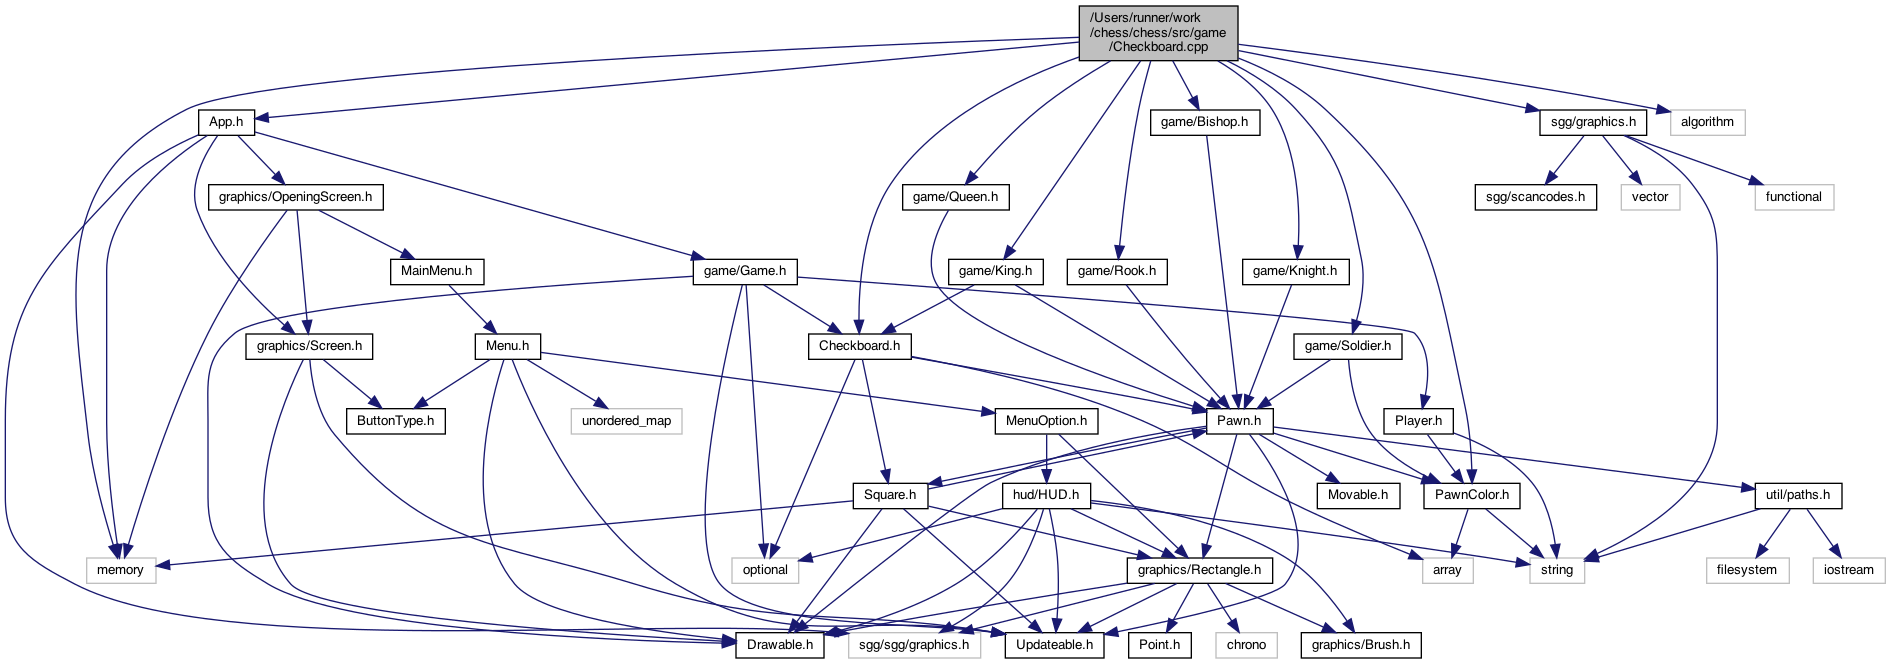 /Users/runner/work
/chess/chess/src/game
/Checkboard.cpp
App.h
game/Bishop.h
sgg/graphics.h
algorithm
graphics/OpeningScreen.h
game/Queen.h
sgg/scancodes.h
vector
functional
MainMenu.h
game/Game.h
game/King.h
game/Rook.h
game/Knight.h
graphics/Screen.h
Menu.h
Checkboard.h
game/Soldier.h
ButtonType.h
unordered_map
MenuOption.h
Pawn.h
Player.h
Square.h
hud/HUD.h
Movable.h
PawnColor.h
util/paths.h
memory
optional
graphics/Rectangle.h
array
string
filesystem
iostream
Drawable.h
sgg/sgg/graphics.h
Updateable.h
Point.h
chrono
graphics/Brush.h